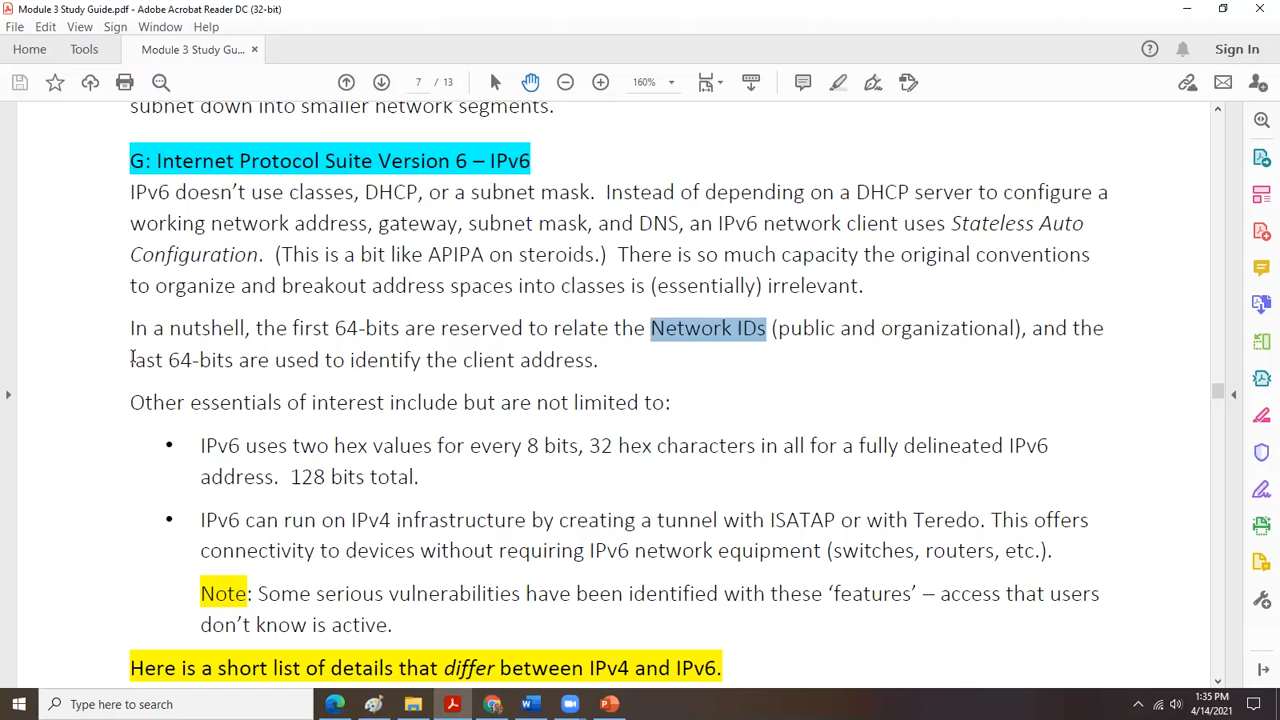 Module 3 Study Guide.pdf - Adobe Acrobat Reader DC (32-bit)
File Edit View Sign Window Help
Home Tools Module 3 Study Gu... × Sign In
7 / 13 160%
subnet down into smaller network segments.
G: Internet Protocol Suite Version 6 – IPv6
IPv6 doesn’t use classes, DHCP, or a subnet mask. Instead of depending on a DHCP server to configure a
working network address, gateway, subnet mask, and DNS, an IPv6 network client uses Stateless Auto
Configuration. (This is a bit like APIPA on steroids.) There is so much capacity the original conventions
to organize and breakout address spaces into classes is (essentially) irrelevant.
In a nutshell, the first 64-bits are reserved to relate the Network IDs (public and organizational), and the
last 64-bits are used to identify the client address.
Other essentials of interest include but are not limited to:
• IPv6 uses two hex values for every 8 bits, 32 hex characters in all for a fully delineated IPv6
address. 128 bits total.
• IPv6 can run on IPv4 infrastructure by creating a tunnel with ISATAP or with Teredo. This offers
connectivity to devices without requiring IPv6 network equipment (switches, routers, etc.).
Note: Some serious vulnerabilities have been identified with these ‘features’ – access that users
don’t know is active.
Here is a short list of details that differ between IPv4 and IPv6.
Type here to search
1:35 PM
4/14/2021